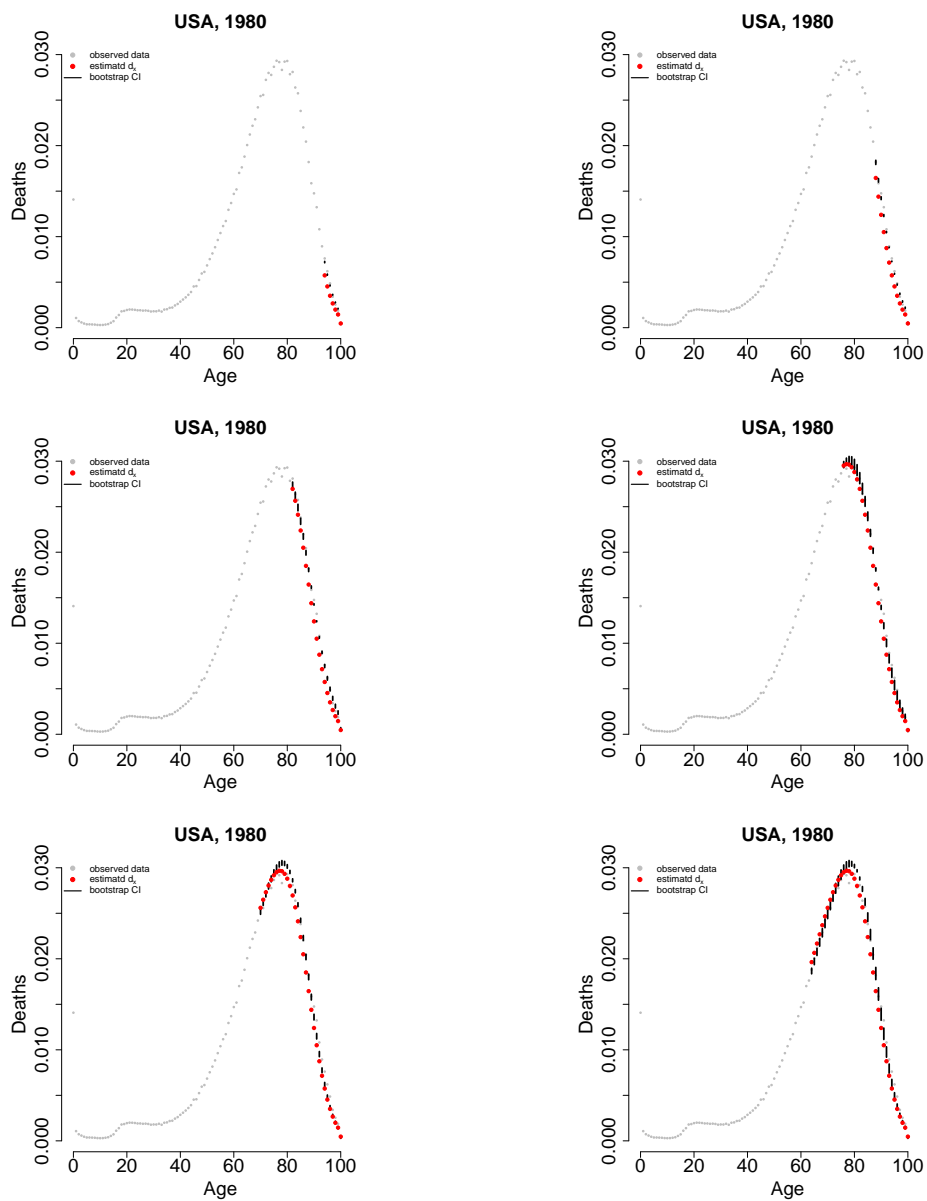 USA, 1980
observed data
estimatd dx
bootstrap CI
Deaths
0.000 0.010 0.020 0.030
0 20 40 60 80 100
Age
USA, 1980
observed data
estimatd dx
bootstrap CI
Deaths
0.000 0.010 0.020 0.030
0 20 40 60 80 100
Age
USA, 1980
observed data
estimatd dx
bootstrap CI
Deaths
0.000 0.010 0.020 0.030
0 20 40 60 80 100
Age
USA, 1980
observed data
estimatd dx
bootstrap CI
Deaths
0.000 0.010 0.020 0.030
0 20 40 60 80 100
Age
USA, 1980
observed data
estimatd dx
bootstrap CI
Deaths
0.000 0.010 0.020 0.030
0 20 40 60 80 100
Age
USA, 1980
observed data
estimatd dx
bootstrap CI
Deaths
0.000 0.010 0.020 0.030
0 20 40 60 80 100
Age